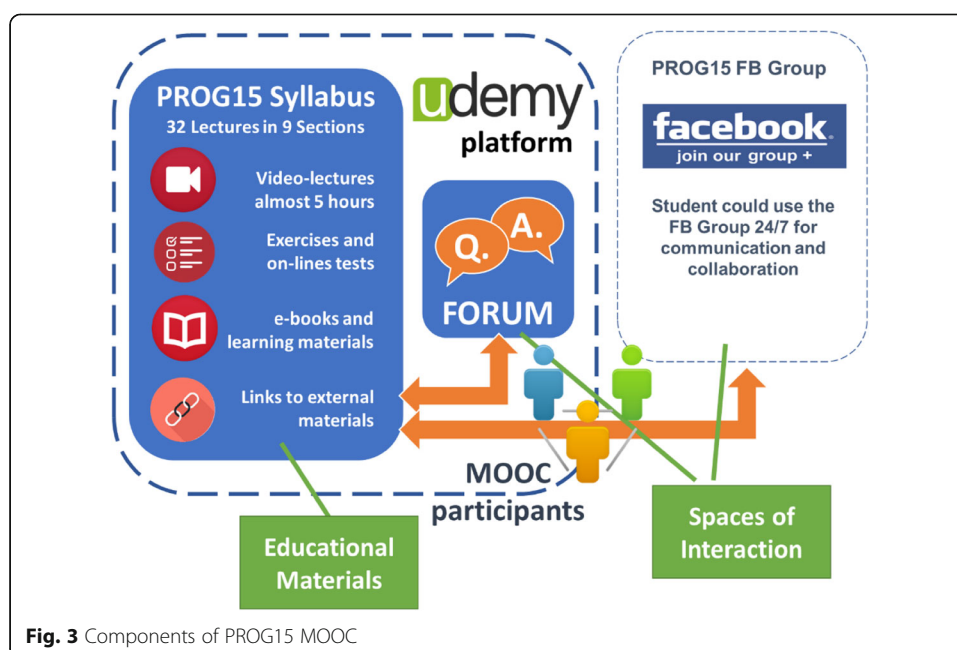 PROG15 Syllabus
32 Lectures in 9 Sections
Video-lectures
almost 5 hours
Exercises and
on-lines tests
e-books and
learning materials
Links to external
materials
udemy
platform
Q.
A.
FORUM
PROG15 FB Group
facebook.
join our group +
Student could use the
FB Group 24/7 for
communication and
collaboration
MOOC
participants
Educational
Materials
Spaces of
Interaction
Fig. 3 Components of PROG15 MOOC